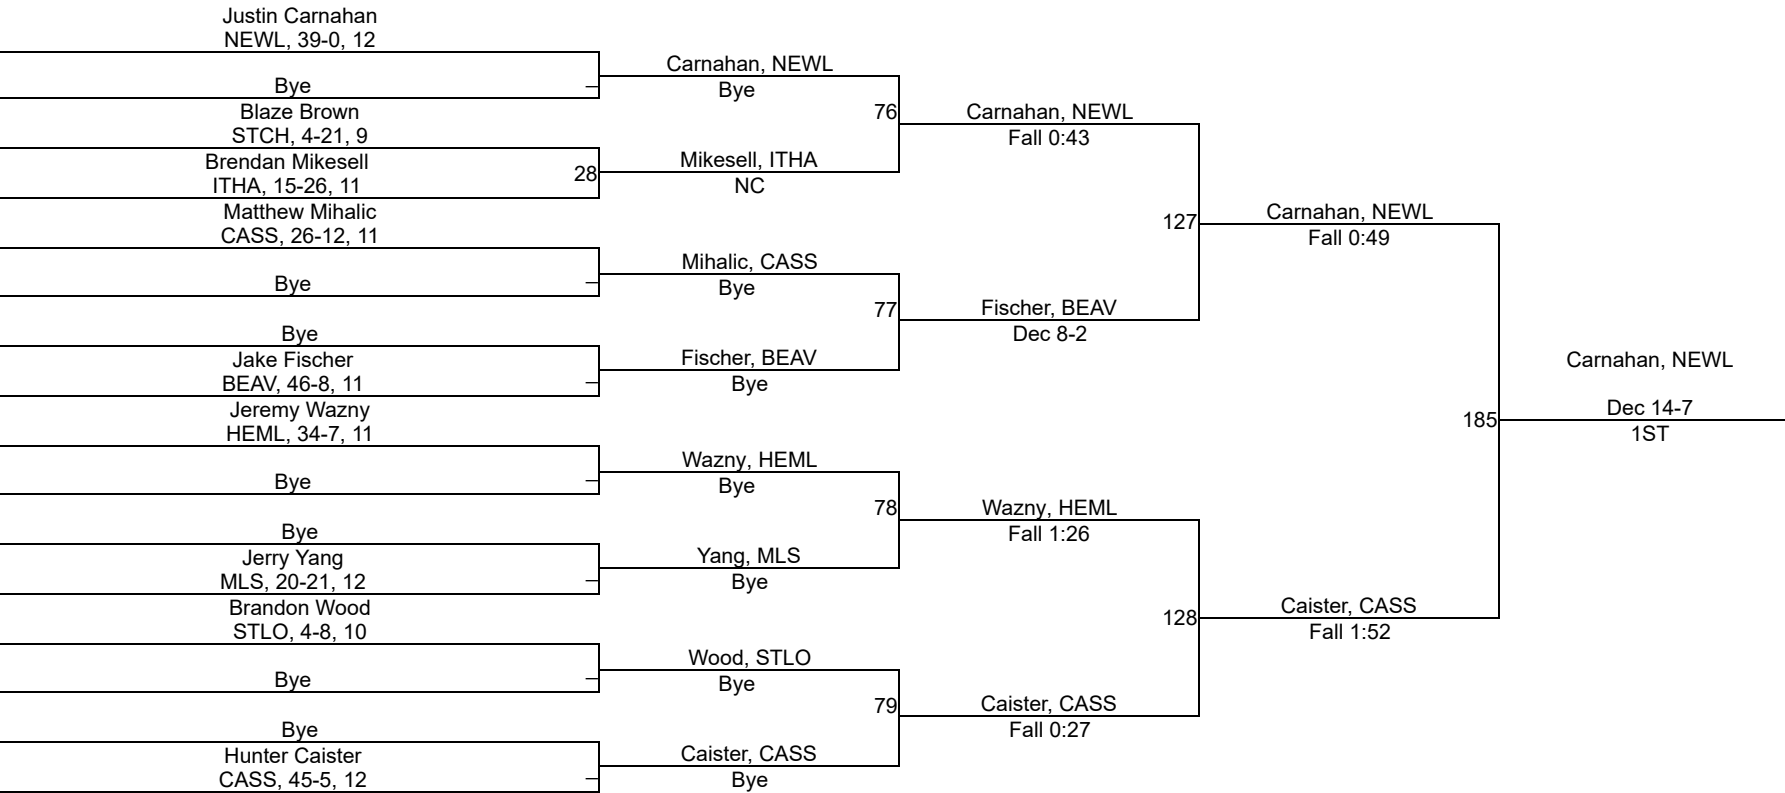 Justin Carnahan
NEWL, 39-0, 12
Bye
Blaze Brown
STCH, 4-21, 9
Brendan Mikesell
ITHA, 15-26, 11
28
Matthew Mihalic
CASS, 26-12, 11
Bye
Bye
Jake Fischer
BEAV, 46-8, 11
Jeremy Wazny
HEML, 34-7, 11
Bye
Bye
Jerry Yang
MLS, 20-21, 12
Brandon Wood
STLO, 4-8, 10
Bye
Bye
Hunter Caister
CASS, 45-5, 12
Carnahan, NEWL
Bye
76
Mikesell, ITHA
NC
Mihalic, CASS
Bye
77
Fischer, BEAV
Bye
Wazny, HEML
Bye
78
Yang, MLS
Bye
Wood, STLO
Bye
79
Caister, CASS
Bye
Carnahan, NEWL
Fall 0:43
127
Fischer, BEAV
Dec 8-2
Wazny, HEML
Fall 1:26
128
Caister, CASS
Fall 0:27
Carnahan, NEWL
Fall 0:49
185
Caister, CASS
Fall 1:52
Carnahan, NEWL
Dec 14-7
1ST